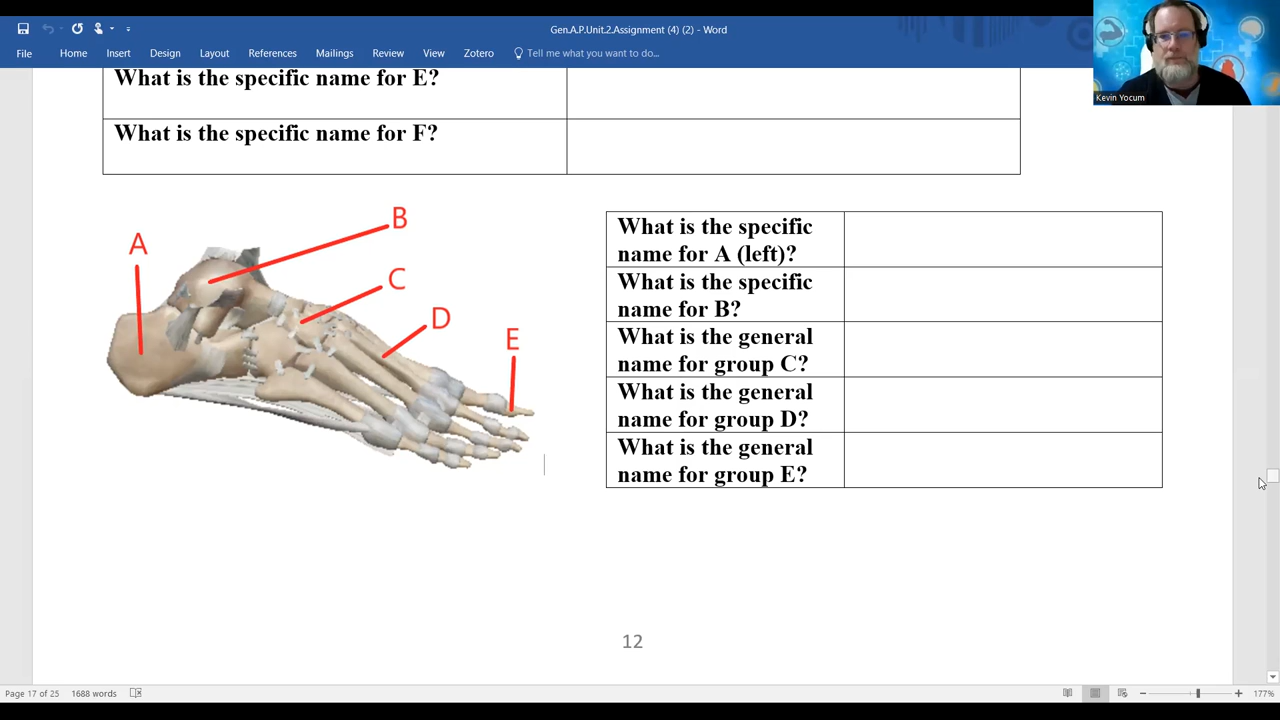 Gen.A.P.Unit.2.Assignment (4) (2) - Word
File Home Insert Design Layout References Mailings Review View Zotero Tell me what you want to do...
Kevin Yocum
What is the specific name for E?
What is the specific name for F?
A
B
C
D
E
What is the specific
name for A (left)?
What is the specific
name for B?
What is the general
name for group C?
What is the general
name for group D?
What is the general
name for group E?
12
Page 17 of 25 1688 words 177%